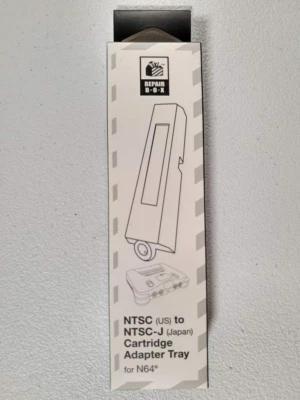 REPAIR
B·O·X
NTSC (US) to
NTSC-J (Japan)
Cartridge
Adapter Tray
for N64®